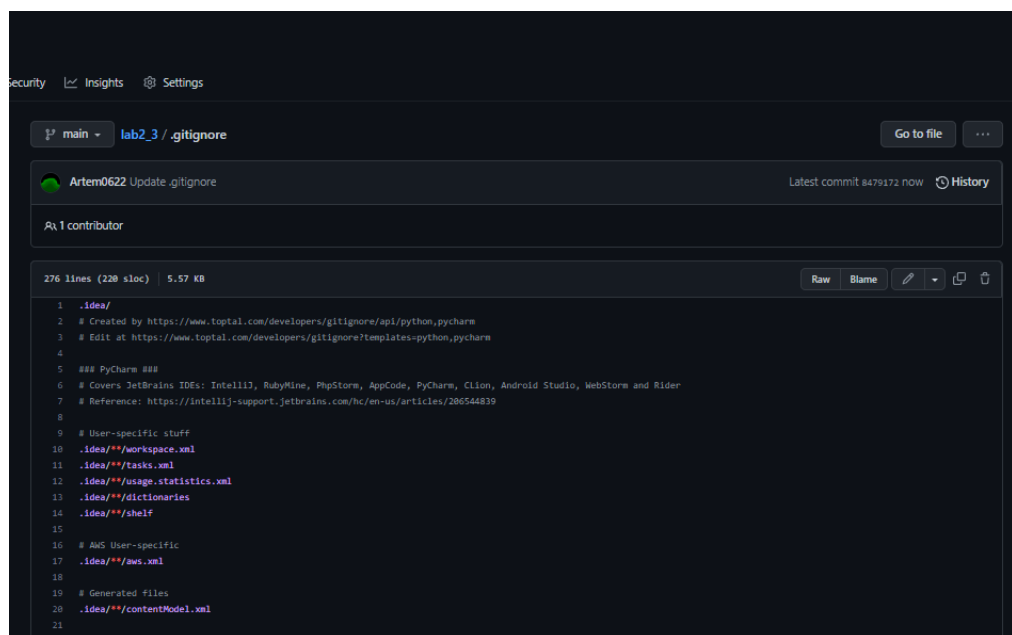 Security Insights Settings
main lab2_3 / .gitignore Go to file ...
Artem0622 Update .gitignore Latest commit 8479172 now History
1 contributor
276 lines (220 sloc) 5.57 KB Raw Blame
1 .idea/
2 # Created by https://www.toptal.com/developers/gitignore/api/python,pycharm
3 # Edit at https://www.toptal.com/developers/gitignore?templates=python,pycharm
4
5 ### PyCharm ###
6 # Covers JetBrains IDEs: IntelliJ, RubyMine, PhpStorm, AppCode, PyCharm, CLion, Android Studio, WebStorm and Rider
7 # Reference: https://intellij-support.jetbrains.com/hc/en-us/articles/206544839
8
9 # User-specific stuff
10 .idea/**/workspace.xml
11 .idea/**/tasks.xml
12 .idea/**/usage.statistics.xml
13 .idea/**/dictionaries
14 .idea/**/shelf
15
16 # AWS User-specific
17 .idea/**/aws.xml
18
19 # Generated files
20 .idea/**/contentModel.xml
21